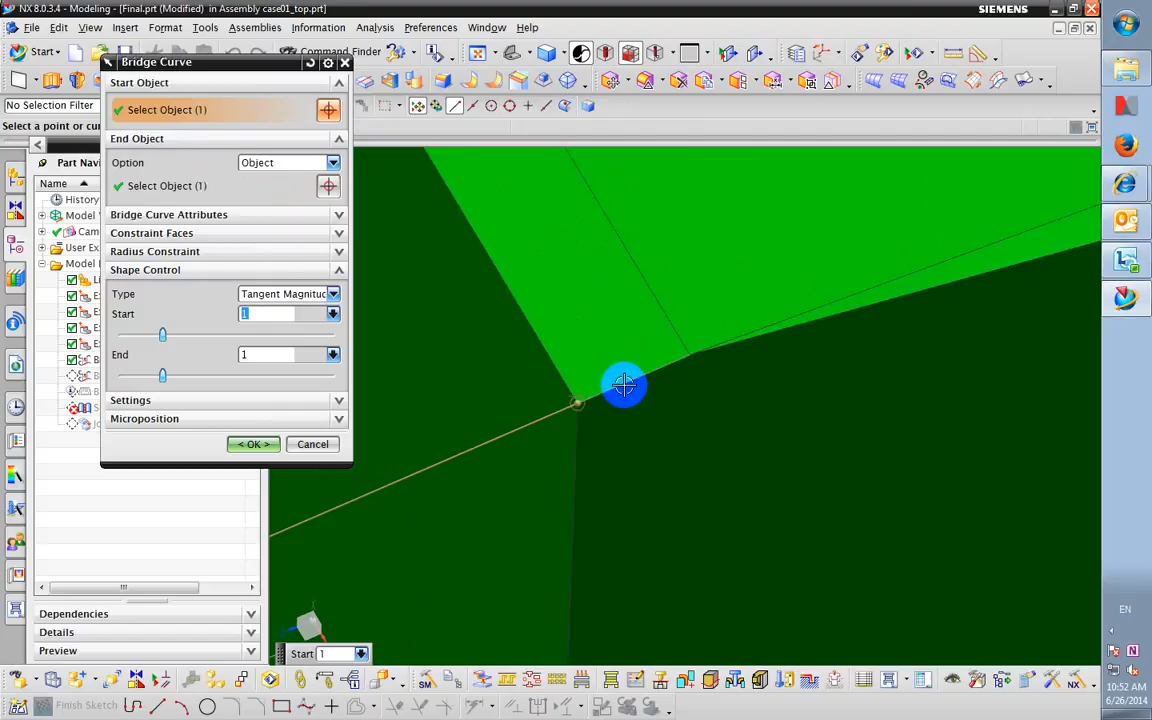 NX 8.0.3.4 - Modeling - [Final.prt (Modified) in Assembly case01_top.prt]
SIEMENS
File Edit View Insert Format Tools Assemblies Information Analysis Preferences Window Help
Start
Command Finder
Bridge Curve
Start Object
No Selection Filter
Select Object (1)
Select a point or cu
End Object
Part Navi
Option Object
Name
Select Object (1)
History
Model
Bridge Curve Attributes
Cam
Constraint Faces
User Ex
Radius Constraint
Model
Shape Control
Type Tangent Magnituc
Start 1
End 1
Settings
Microposition
< OK > Cancel
Dependencies
Details
Preview
Start 1
EN
10:52 AM
6/26/2014
Finish Sketch